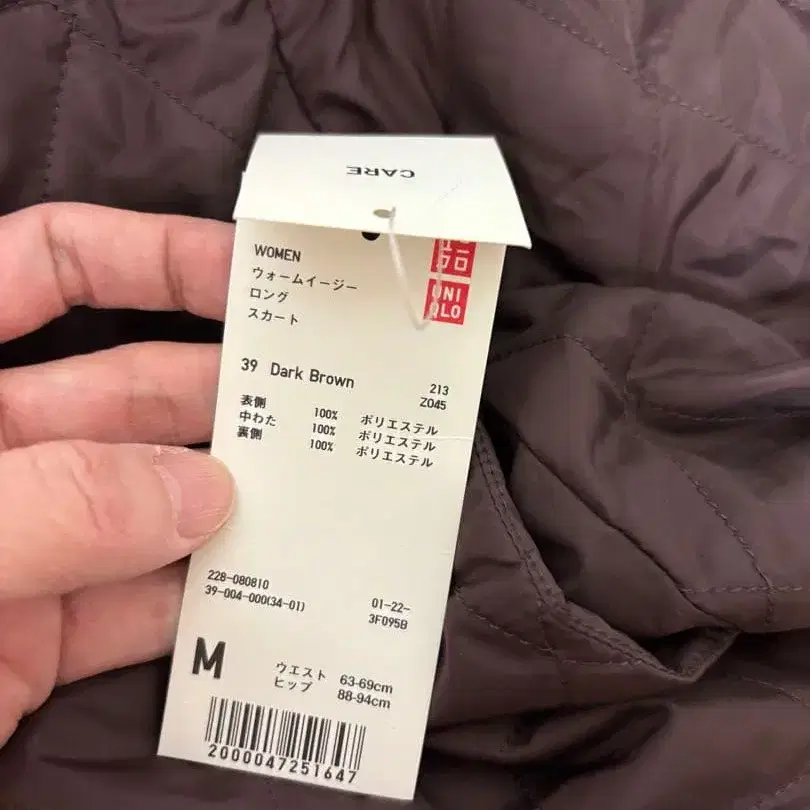 CARE
WOMEN
ウォームイージー
ロング
スカート
UNI
QLO
39 Dark Brown
213
Z045
表側 100% ポリエステル
中わた 100% ポリエステル
裏側 100% ポリエステル
228-080810
39-004-000(34-01)
01-22-
3F095B
M
ウエスト 63-69cm
ヒップ 88-94cm
2000047251647